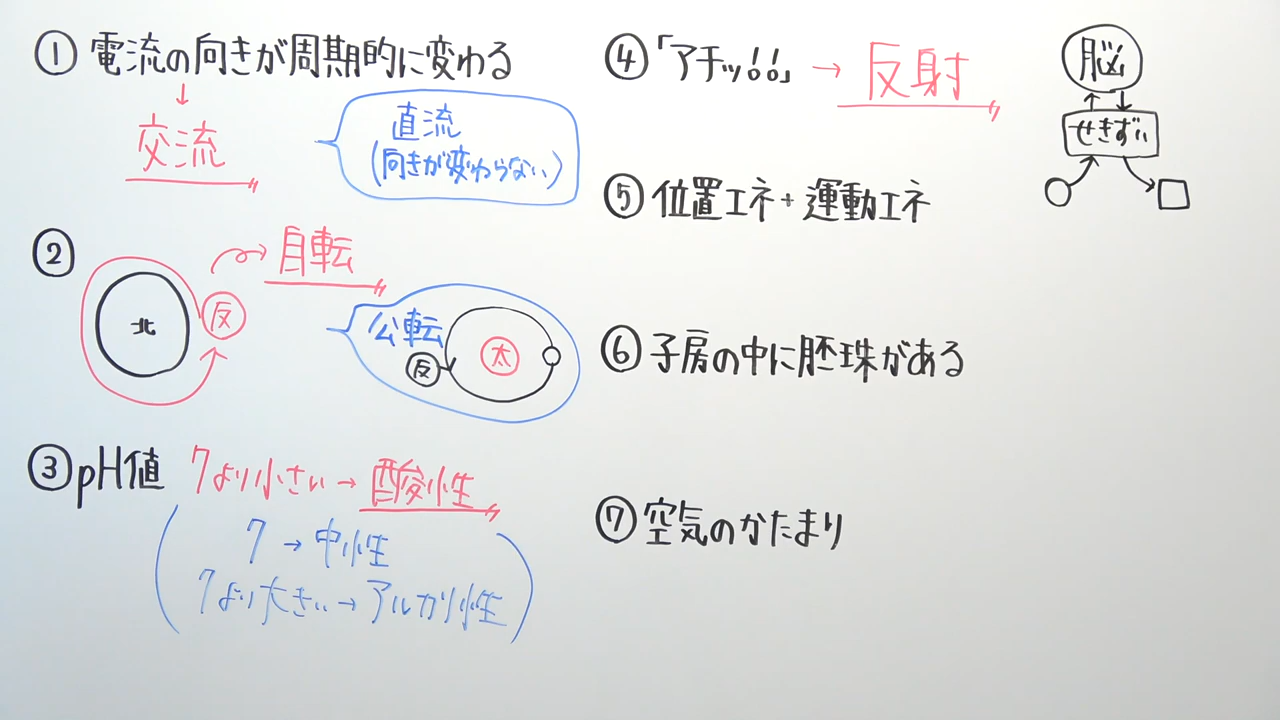 ① 電流の向きが周期的に変わる
↓
交流
直流
(向きが変わらない)
②
北
反
→ 自転
公転
反
太
③ pH値 7より小さい → 酸性
7 → 中性
7より大きい → アルカリ性
④ 「アチッ!!」 → 反射
脳
せきずい
⑤ 位置エネ + 運動エネ
⑥ 子房の中に胚珠がある
⑦ 空気のかたまり